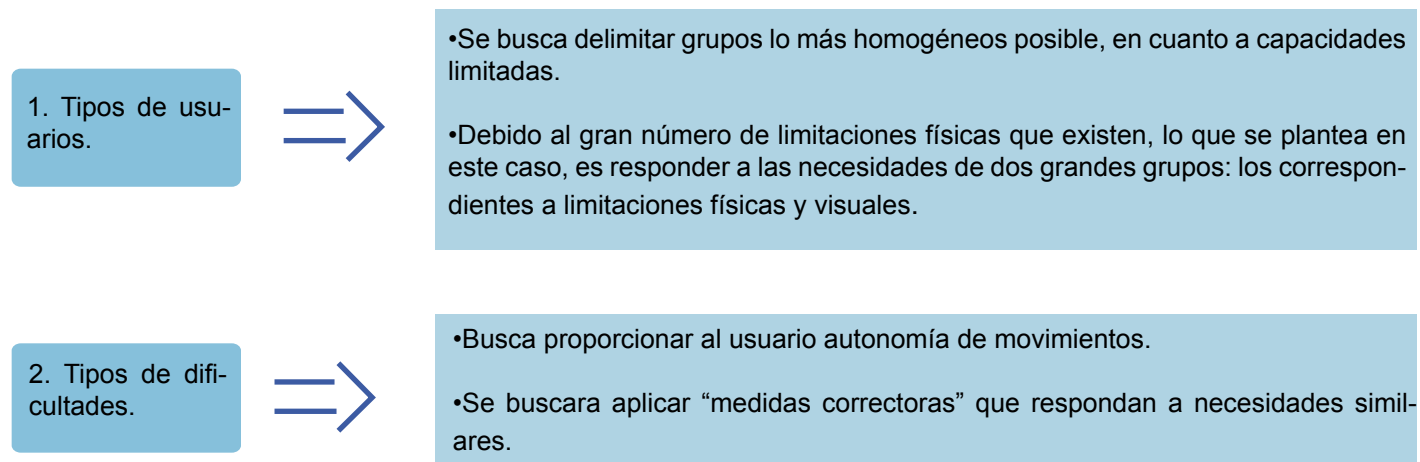 1. Tipos de usu-
arios.
•Se busca delimitar grupos lo más homogéneos posible, en cuanto a capacidades
limitadas.
•Debido al gran número de limitaciones físicas que existen, lo que se plantea en
este caso, es responder a las necesidades de dos grandes grupos: los correspon-
dientes a limitaciones físicas y visuales.
2. Tipos de difi-
cultades.
•Busca proporcionar al usuario autonomía de movimientos.
•Se buscara aplicar “medidas correctoras” que respondan a necesidades simil-
ares.